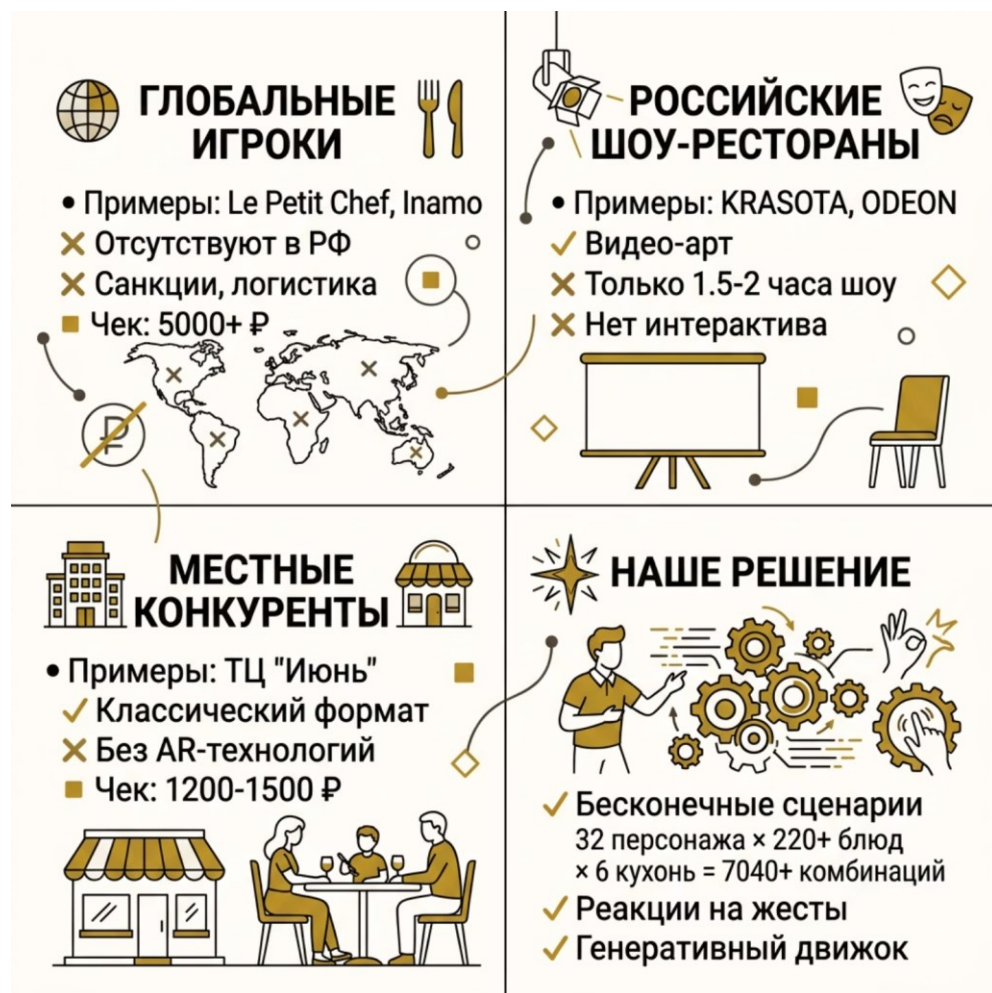 ГЛОБАЛЬНЫЕ
ИГРОКИ
• Примеры: Le Petit Chef, Inamo
✕ Отсутствуют в РФ
✕ Санкции, логистика
■ Чек: 5000+ ₽
₽
РОССИЙСКИЕ
ШОУ-РЕСТОРАНЫ
• Примеры: KRASOTA, ODEON
✓ Видео-арт
✕ Только 1.5-2 часа шоу
✕ Нет интерактива
МЕСТНЫЕ
КОНКУРЕНТЫ
• Примеры: ТЦ "Июнь"
✓ Классический формат
✕ Без AR-технологий
■ Чек: 1200-1500 ₽
НАШЕ РЕШЕНИЕ
✓ Бесконечные сценарии
32 персонажа × 220+ блюд
× 6 кухонь = 7040+ комбинаций
✓ Реакции на жесты
✓ Генеративный движок